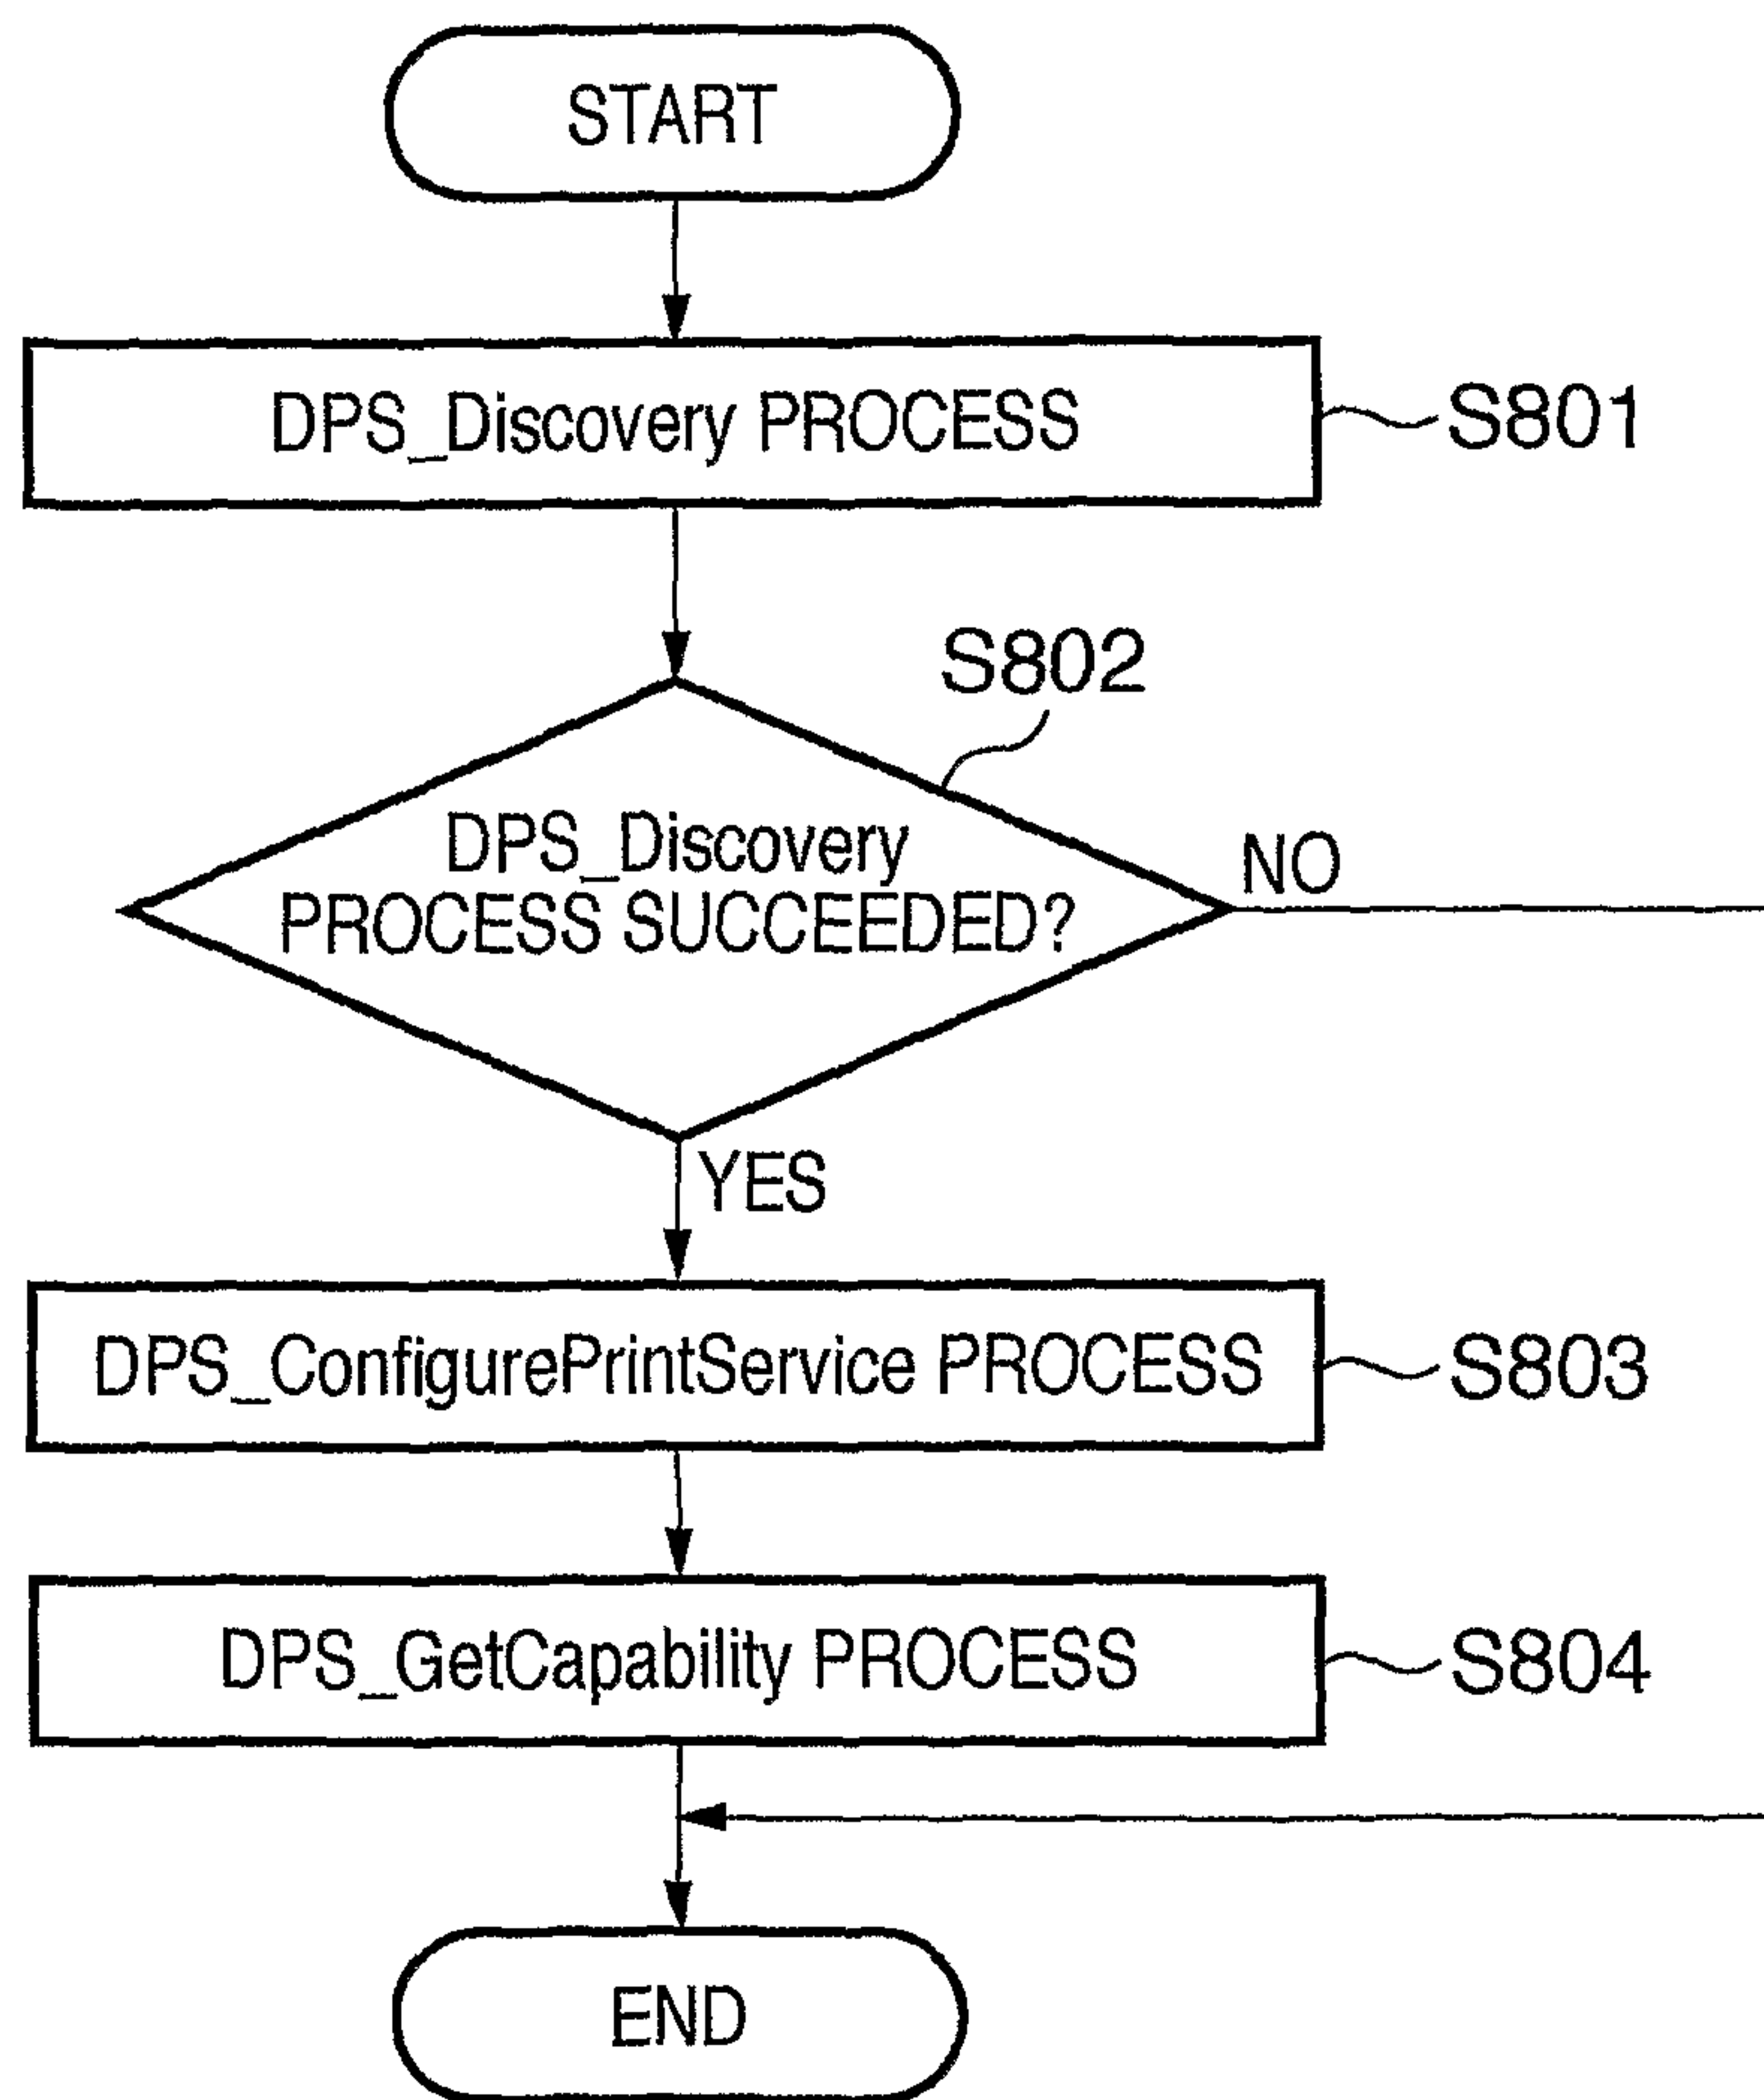 START
DPS_Discovery PROCESS
S801
S802
DPS_Discovery
PROCESS SUCCEEDED?
NO
YES
DPS_ConfigurePrintService PROCESS
S803
DPS_GetCapability PROCESS
S804
END